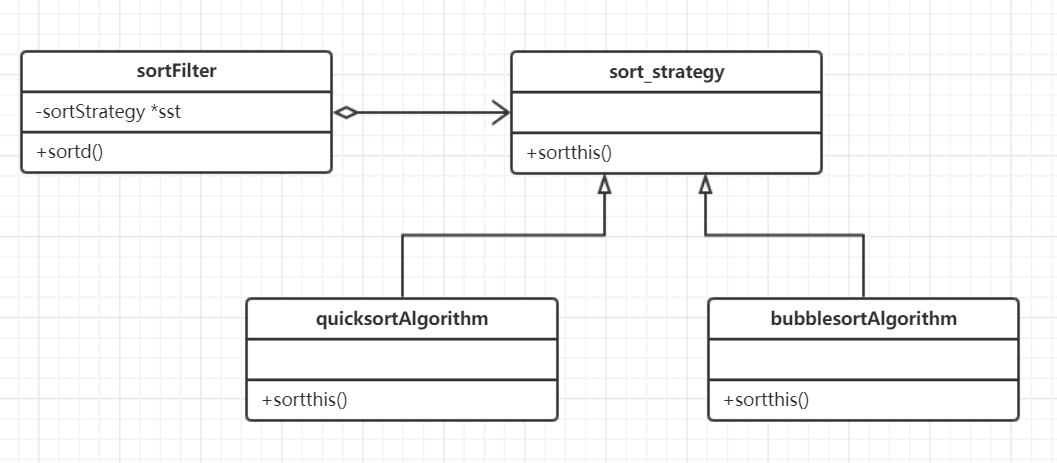 sortFilter
-sortStrategy *sst
+sortd()
sort_strategy
+sortthis()
quicksortAlgorithm
+sortthis()
bubblesortAlgorithm
+sortthis()